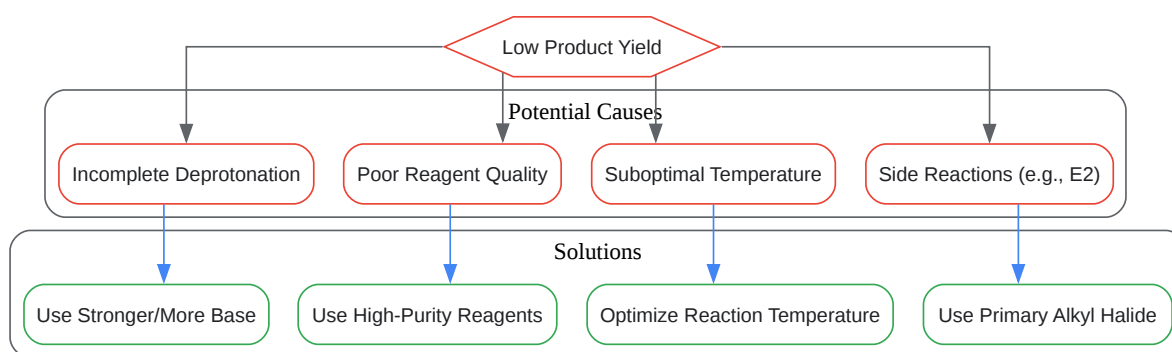 Low Product Yield
Potential Causes
Incomplete Deprotonation
Poor Reagent Quality
Suboptimal Temperature
Side Reactions (e.g., E2)
Solutions
Use Stronger/More Base
Use High-Purity Reagents
Optimize Reaction Temperature
Use Primary Alkyl Halide